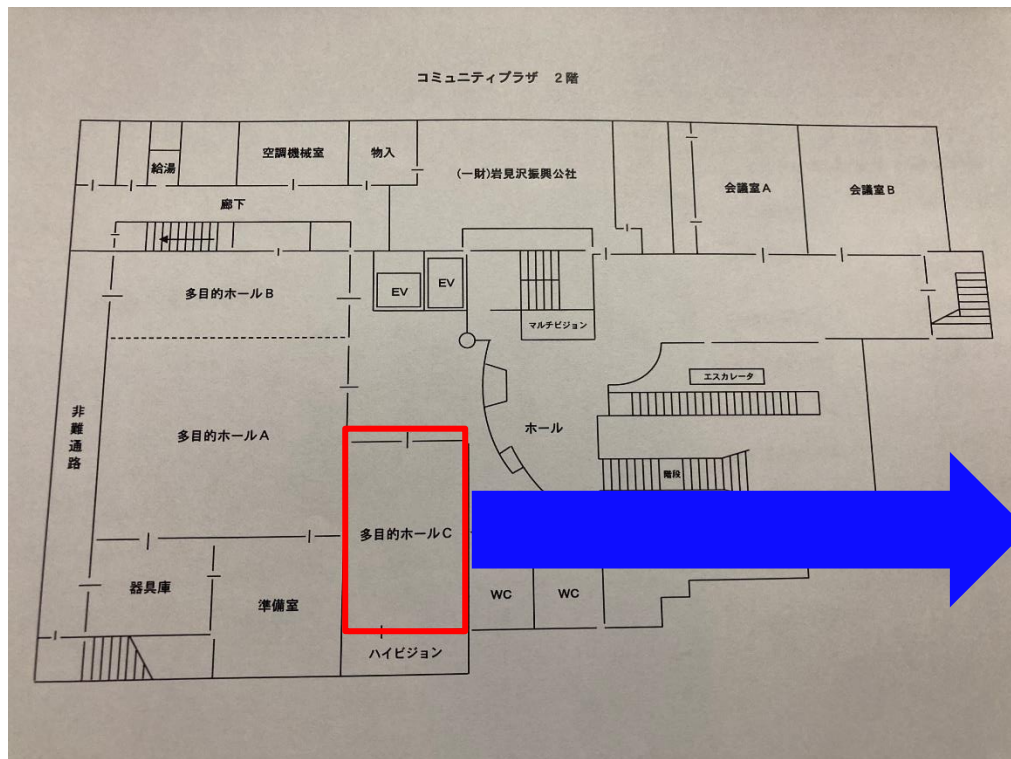 コミュニティプラザ 2階
給湯
空調機械室
物入
(一財)岩見沢振興公社
会議室A
会議室B
廊下
多目的ホールB
EV
EV
マルチビジョン
エスカレータ
非難通路
多目的ホールA
ホール
階段
多目的ホールC
器具庫
準備室
WC
WC
ハイビジョン